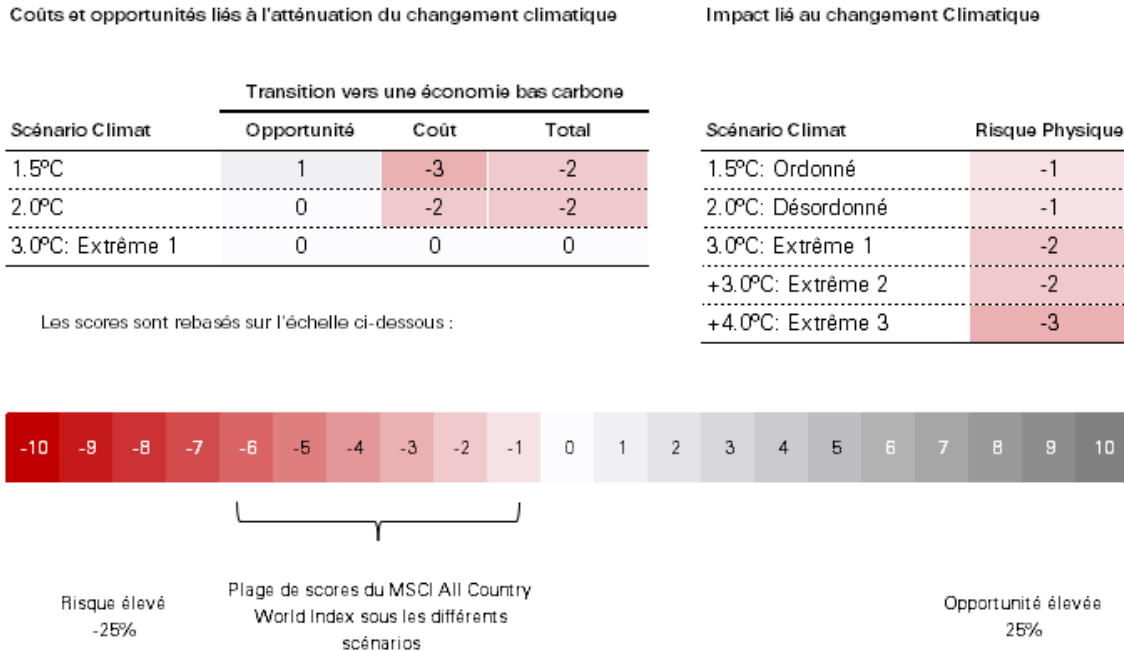 Coûts et opportunités liés à l'atténuation du changement climatique
Transition vers une économie bas carbone
Scénario Climat Opportunité Coût Total
1.5ºC 1 -3 -2
2.0ºC 0 -2 -2
3.0ºC: Extrême 1 0 0 0
Les scores sont rebasés sur l'échelle ci-dessous :
Impact lié au changement Climatique
Scénario Climat Risque Physique
1.5ºC: Ordonné -1
2.0ºC: Désordonné -1
3.0ºC: Extrême 1 -2
+3.0ºC: Extrême 2 -2
+4.0ºC: Extrême 3 -3
-10 -9 -8 -7 -6 -5 -4 -3 -2 -1 0 1 2 3 4 5 6 7 8 9 10
Risque élevé
-25%
Plage de scores du MSCI All Country
World Index sous les différents
scénarios
Opportunité élevée
25%